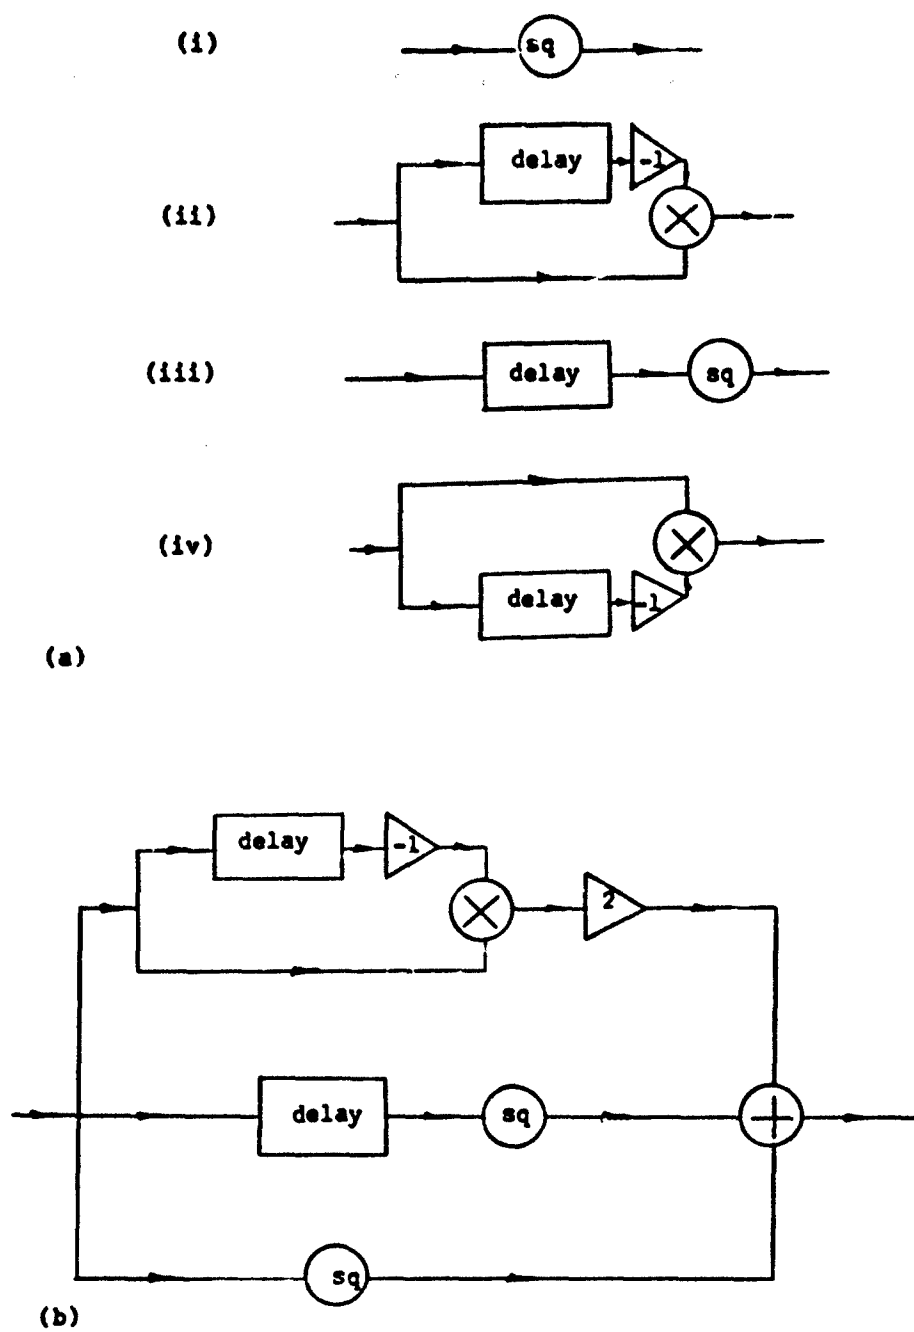 (i) sq
delay -1
(ii)
(iii) delay sq
(iv)
delay -1
(a)
delay -1
2
delay sq
sq
(b)